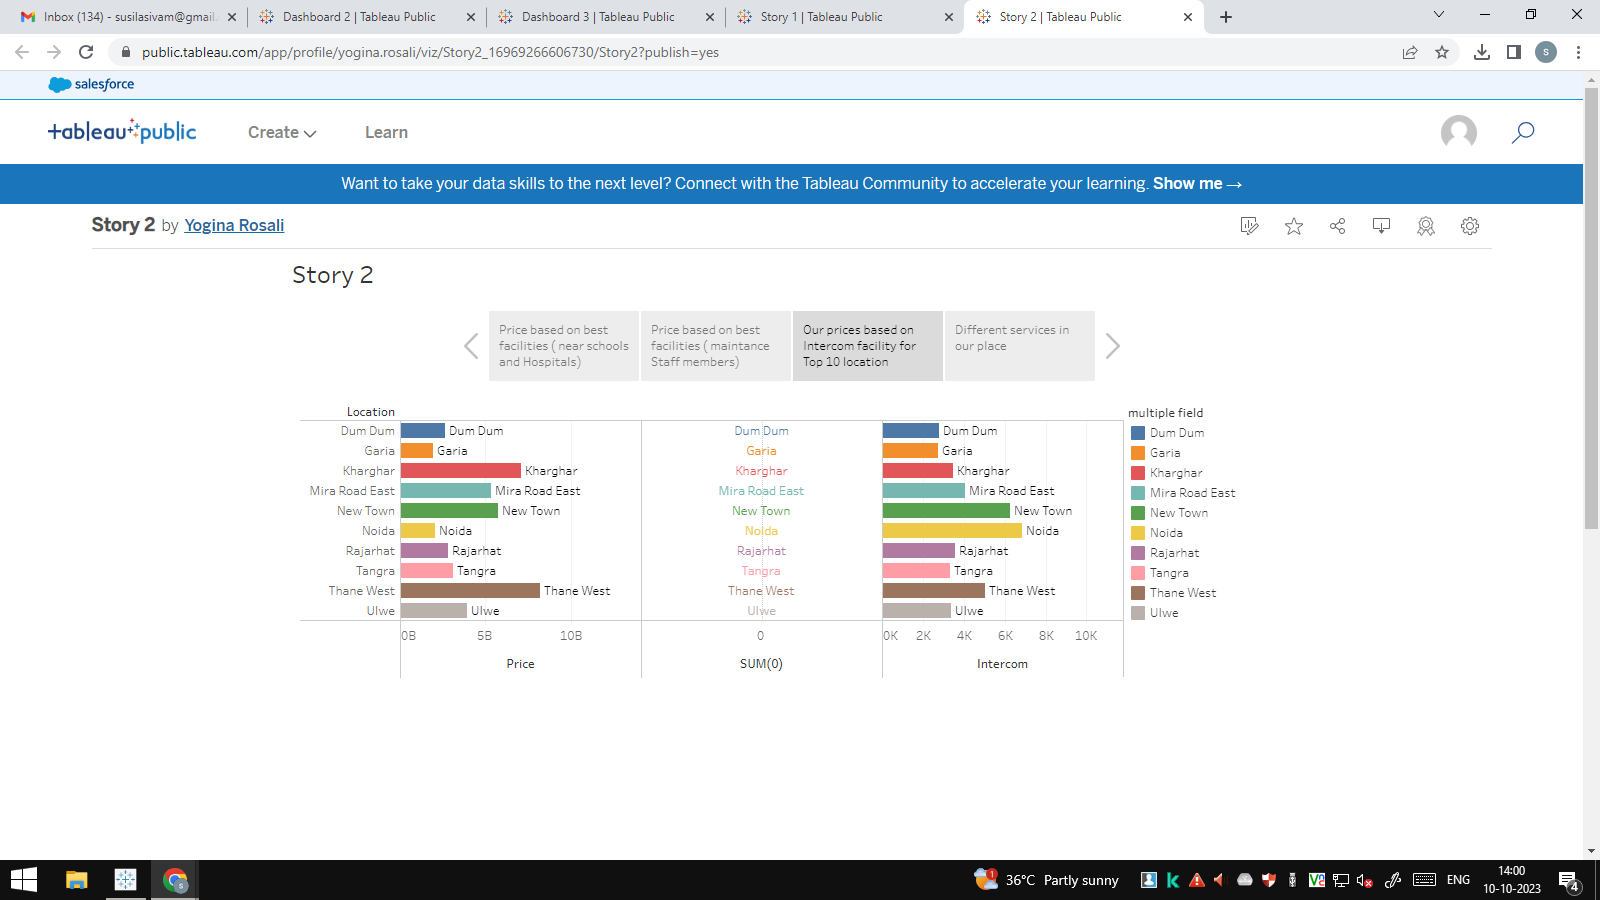 Inbox (134) - susilasivam@gmail.
Dashboard 2 | Tableau Public
Dashboard 3 | Tableau Public
Story 1 | Tableau Public
Story 2 | Tableau Public
public.tableau.com/app/profile/yogina.rosali/viz/Story2_16969266606730/Story2?publish=yes
S
salesforce
+ableau public
Create
Learn
Want to take your data skills to the next level? Connect with the Tableau Community to accelerate your learning. Show me →
Story 2 by Yogina Rosali
Story 2
Price based on best
facilities ( near schools
and Hospitals)
Price based on best
facilities ( maintance
Staff members)
Our prices based on
Intercom facility for
Top 10 location
Different services in
our place
Location
Dum Dum Dum Dum Dum Dum Dum Dum
Garia Garia Garia Garia
Kharghar Kharghar Kharghar Kharghar
Mira Road East Mira Road East Mira Road East Mira Road East
New Town New Town New Town New Town
Noida Noida Noida Noida
Rajarhat Rajarhat Rajarhat Rajarhat
Tangra Tangra Tangra Tangra
Thane West Thane West Thane West Thane West
Ulwe Ulwe Ulwe Ulwe
0B 5B 10B 0 0K 2K 4K 6K 8K 10K
Price SUM(0) Intercom
multiple field
Dum Dum
Garia
Kharghar
Mira Road East
New Town
Noida
Rajarhat
Tangra
Thane West
Ulwe
S
1
36°C Partly sunny
ENG
14:00
10-10-2023
4